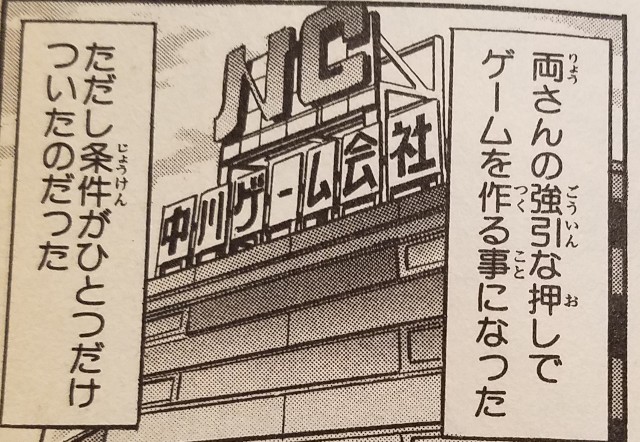 両さんの強引な押しで
ゲームを作る事になった
NC
中川ゲーム会社
ただし条件がひとつだけ
ついたのだった